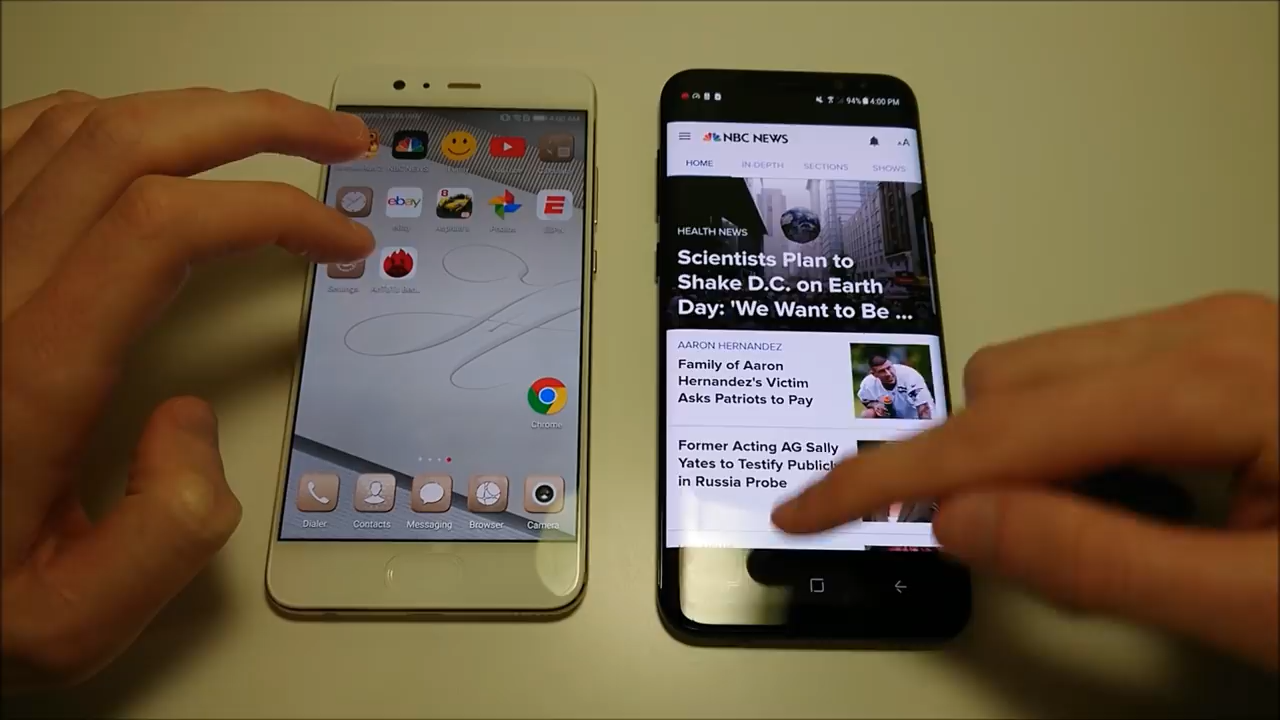 ebay
Settings
Chrome
Dialer
Contacts
Messaging
Browser
Camera
94% 4:00 PM
NBC NEWS
AA
HOME
IN-DEPTH
SECTIONS
SHOWS
HEALTH NEWS
Scientists Plan to
Shake D.C. on Earth
Day: 'We Want to Be ...
AARON HERNANDEZ
Family of Aaron
Hernandez's Victim
Asks Patriots to Pay
Former Acting AG Sally
Yates to Testify
in Russia Probe